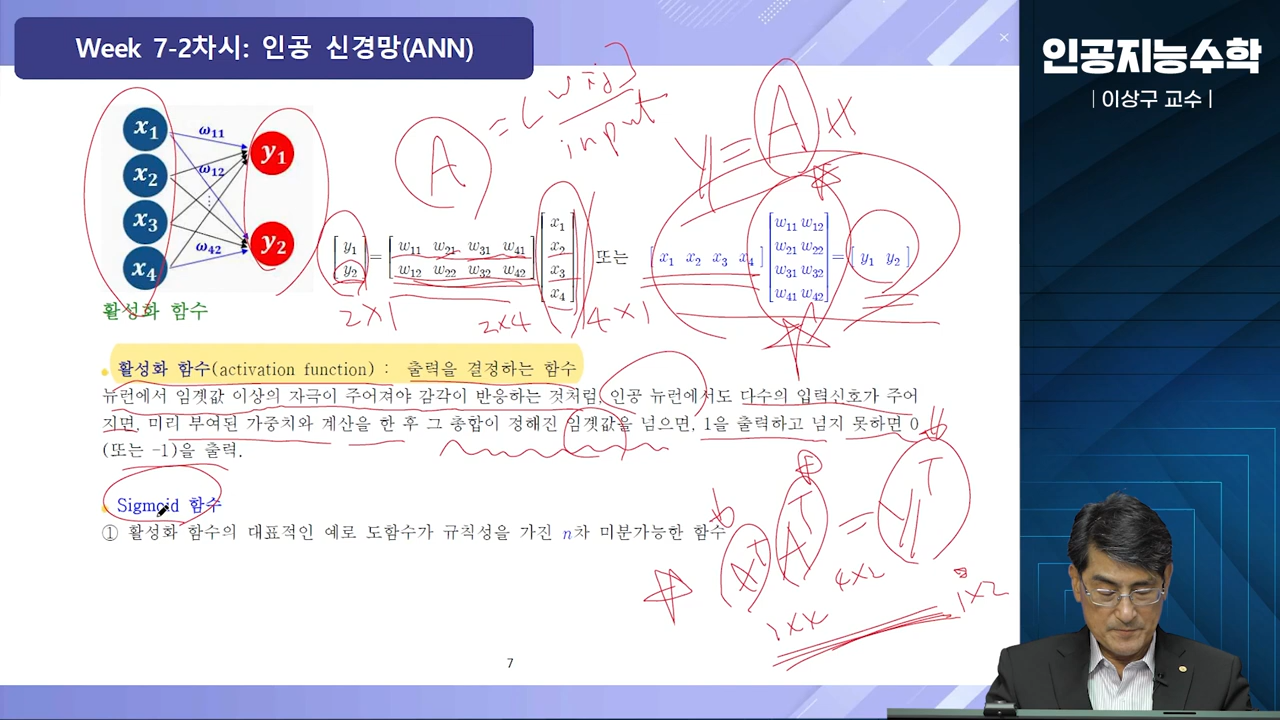 Week 7-2차시: 인공 신경망(ANN)
인공지능수학
| 이상구 교수 |
x1
x2
x3
x4
ω11
ω12
⋮
ω42
y1
y2
A = [wij]
input
Y = A X
[y1 y2] = [w11 w21 w31 w41
w12 w22 w32 w42] [x1 x2 x3 x4] 또는 [x1 x2 x3 x4] [w11 w12
w21 w22
w31 w32
w41 w42] = [y1 y2]
2×1 2×4 4×1
활성화 함수
활성화 함수(activation function) : 출력을 결정하는 함수
뉴런에서 임곗값 이상의 자극이 주어져야 감각이 반응하는 것처럼, 인공 뉴런에서도 다수의 입력신호가 주어
지면, 미리 부여된 가중치와 계산을 한 후 그 총합이 정해진 임곗값을 넘으면, 1을 출력하고 넘지 못하면 0
(또는 -1)을 출력.
Sigmoid 함수
① 활성화 함수의 대표적인 예로 도함수가 규칙성을 가진 n차 미분가능한 함수
X^T A^T = Y^T
4×2
1×2
7